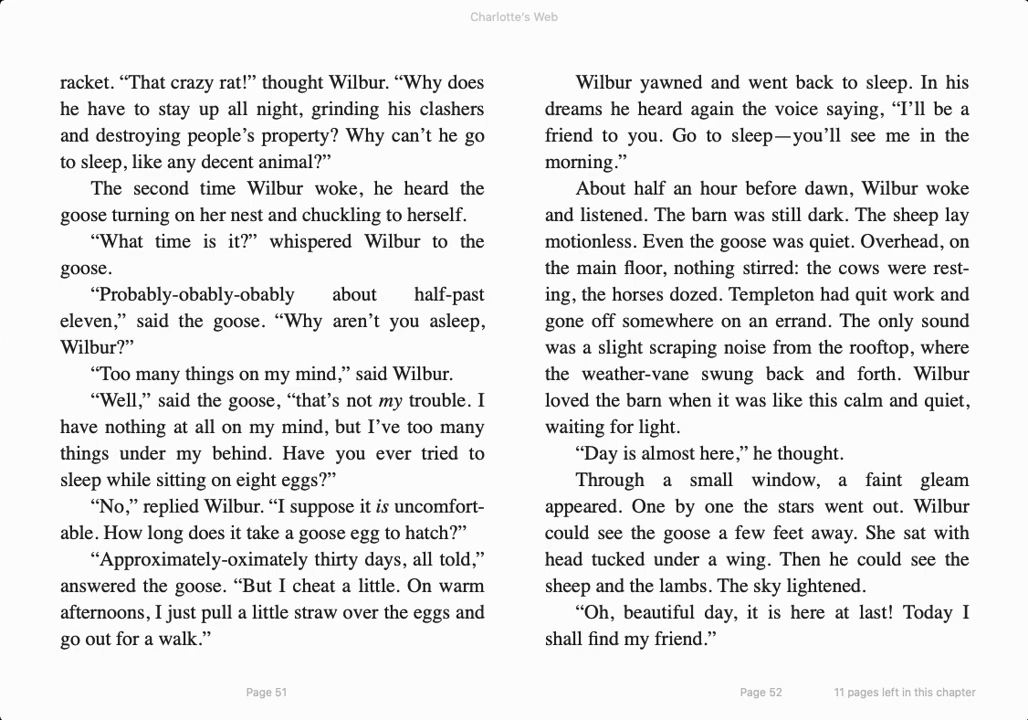 Charlotte's Web
racket. “That crazy rat!” thought Wilbur. “Why does
he have to stay up all night, grinding his clashers
and destroying people’s property? Why can’t he go
to sleep, like any decent animal?”
The second time Wilbur woke, he heard the
goose turning on her nest and chuckling to herself.
“What time is it?” whispered Wilbur to the
goose.
“Probably-obably-obably about half-past
eleven,” said the goose. “Why aren’t you asleep,
Wilbur?”
“Too many things on my mind,” said Wilbur.
“Well,” said the goose, “that’s not my trouble. I
have nothing at all on my mind, but I’ve too many
things under my behind. Have you ever tried to
sleep while sitting on eight eggs?”
“No,” replied Wilbur. “I suppose it is uncomfort-
able. How long does it take a goose egg to hatch?”
“Approximately-oximately thirty days, all told,”
answered the goose. “But I cheat a little. On warm
afternoons, I just pull a little straw over the eggs and
go out for a walk.”
Wilbur yawned and went back to sleep. In his
dreams he heard again the voice saying, “I’ll be a
friend to you. Go to sleep—you’ll see me in the
morning.”
About half an hour before dawn, Wilbur woke
and listened. The barn was still dark. The sheep lay
motionless. Even the goose was quiet. Overhead, on
the main floor, nothing stirred: the cows were rest-
ing, the horses dozed. Templeton had quit work and
gone off somewhere on an errand. The only sound
was a slight scraping noise from the rooftop, where
the weather-vane swung back and forth. Wilbur
loved the barn when it was like this calm and quiet,
waiting for light.
“Day is almost here,” he thought.
Through a small window, a faint gleam
appeared. One by one the stars went out. Wilbur
could see the goose a few feet away. She sat with
head tucked under a wing. Then he could see the
sheep and the lambs. The sky lightened.
“Oh, beautiful day, it is here at last! Today I
shall find my friend.”
Page 51
Page 52
11 pages left in this chapter